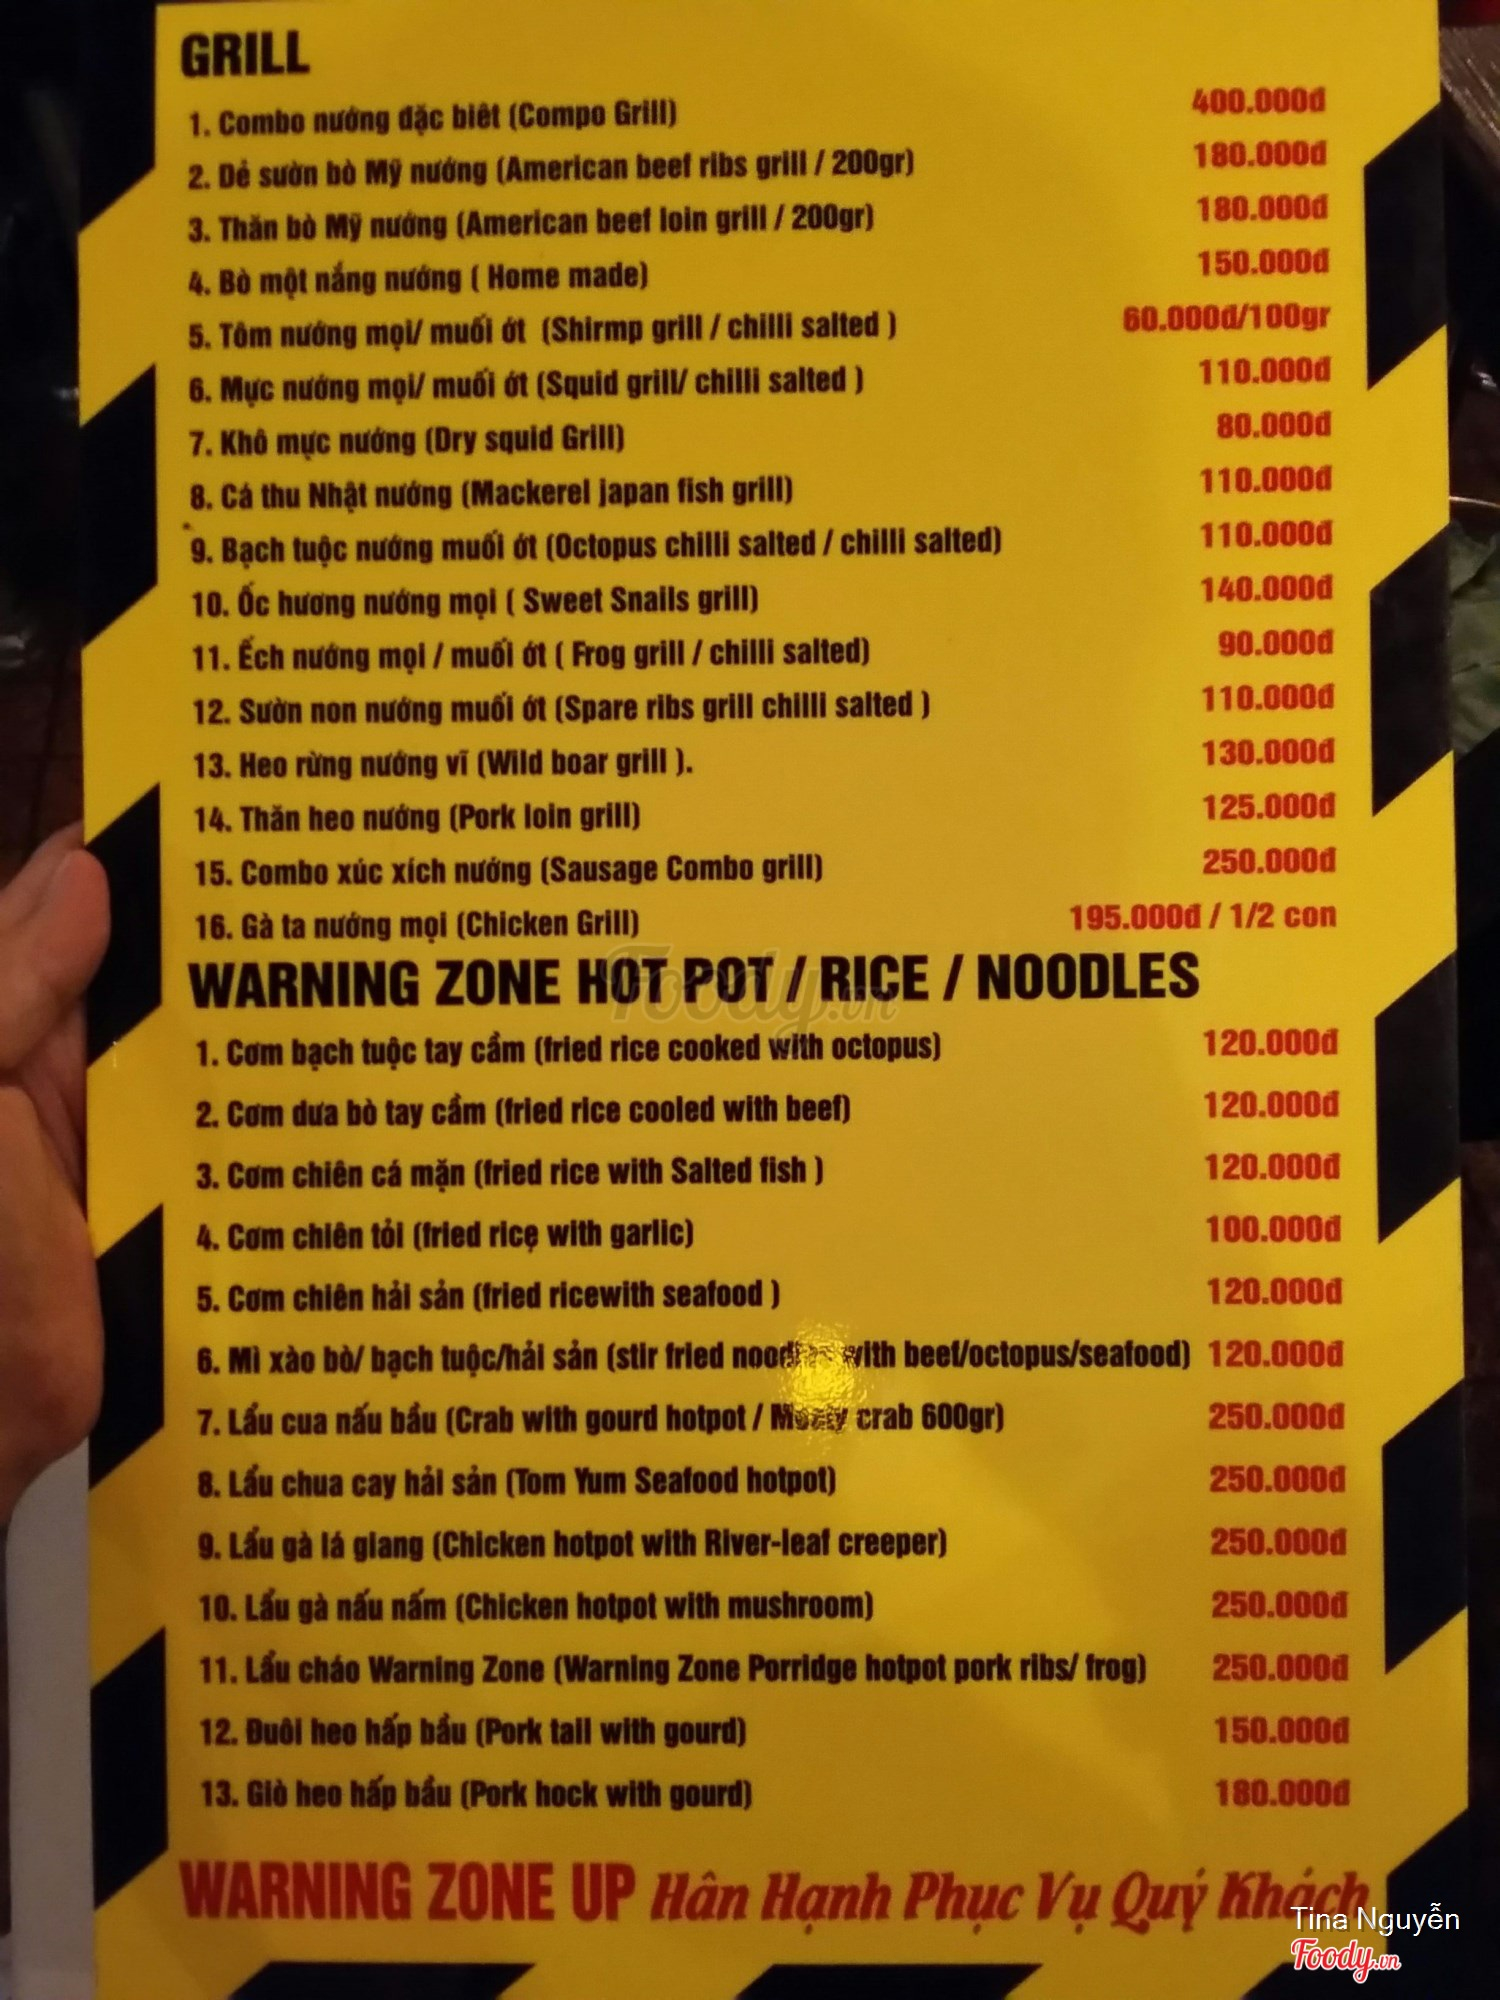 GRILL
1. Combo nướng đặc biêt (Compo Grill) 400.000đ
2. Dẻ sườn bò Mỹ nướng (American beef ribs grill / 200gr) 180.000đ
3. Thăn bò Mỹ nướng (American beef loin grill / 200gr) 180.000đ
4. Bò một nắng nướng ( Home made) 150.000đ
5. Tôm nướng mọi/ muối ớt (Shirmp grill / chilli salted ) 60.000đ/100gr
6. Mực nướng mọi/ muối ớt (Squid grill/ chilli salted ) 110.000đ
7. Khô mực nướng (Dry squid Grill) 80.000đ
8. Cá thu Nhật nướng (Mackerel japan fish grill) 110.000đ
9. Bạch tuộc nướng muối ớt (Octopus chilli salted / chilli salted) 110.000đ
10. Ốc hương nướng mọi ( Sweet Snails grill) 140.000đ
11. Ếch nướng mọi / muối ớt ( Frog grill / chilli salted) 90.000đ
12. Sườn non nướng muối ớt (Spare ribs grill chilli salted ) 110.000đ
13. Heo rừng nướng vĩ (Wild boar grill ). 130.000đ
14. Thăn heo nướng (Pork loin grill) 125.000đ
15. Combo xúc xích nướng (Sausage Combo grill) 250.000đ
16. Gà ta nướng mọi (Chicken Grill) 195.000đ / 1/2 con
WARNING ZONE HOT POT / RICE / NOODLES
Foody.vn
1. Cơm bạch tuộc tay cầm (fried rice cooked with octopus) 120.000đ
2. Cơm dưa bò tay cầm (fried rice cooled with beef) 120.000đ
3. Cơm chiên cá mặn (fried rice with Salted fish ) 120.000đ
4. Cơm chiên tỏi (fried rice with garlic) 100.000đ
5. Cơm chiên hải sản (fried ricewith seafood ) 120.000đ
6. Mì xào bò/ bạch tuộc/hải sản (stir fried noodles with beef/octopus/seafood) 120.000đ
7. Lẩu cua nấu bầu (Crab with gourd hotpot / crab 600gr) 250.000đ
8. Lẩu chua cay hải sản (Tom Yum Seafood hotpot) 250.000đ
9. Lẩu gà lá giang (Chicken hotpot with River-leaf creeper) 250.000đ
10. Lẩu gà nấu nấm (Chicken hotpot with mushroom) 250.000đ
11. Lẩu cháo Warning Zone (Warning Zone Porridge hotpot pork ribs/ frog) 250.000đ
12. Đuôi heo hấp bầu (Pork tail with gourd) 150.000đ
13. Giò heo hấp bầu (Pork hock with gourd) 180.000đ
WARNING ZONE UP Hân Hạnh Phục Vụ Quý Khách
Tina Nguyễn
Foody.vn